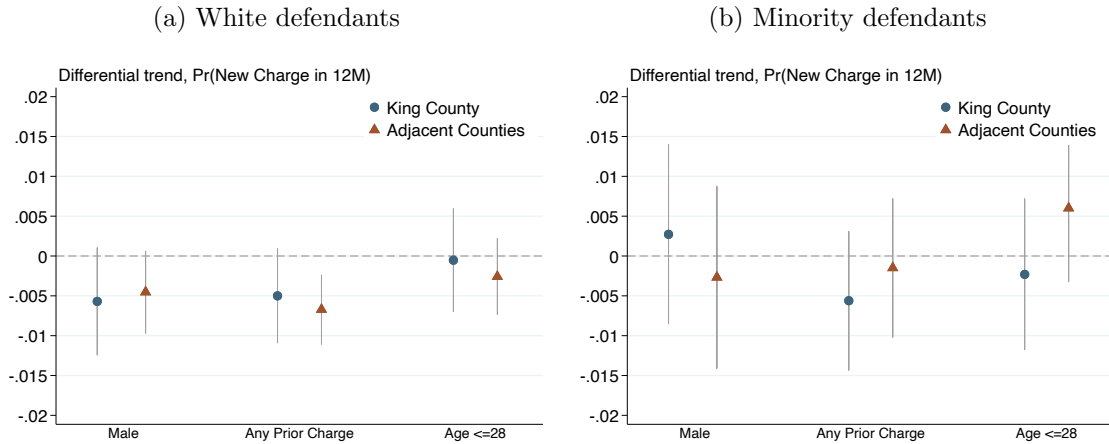 (a) White defendants
Differential trend, Pr(New Charge in 12M)
.02
.015
.01
.005
0
-.005
-.01
-.015
-.02
King County
Adjacent Counties
Male
Any Prior Charge
Age <=28
(b) Minority defendants
Differential trend, Pr(New Charge in 12M)
.02
.015
.01
.005
0
-.005
-.01
-.015
-.02
King County
Adjacent Counties
Male
Any Prior Charge
Age <=28